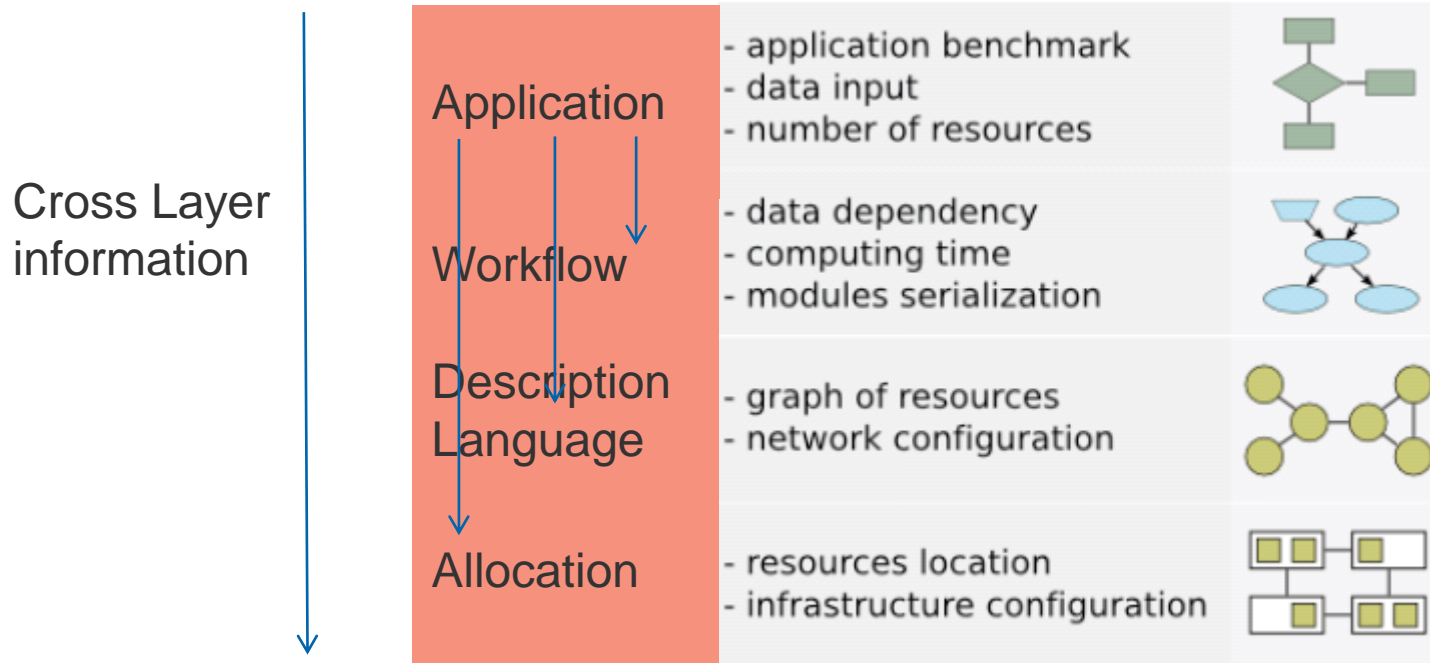 Cross Layer
information
Application
- application benchmark
- data input
- number of resources
Workflow
- data dependency
- computing time
- modules serialization
Description
Language
- graph of resources
- network configuration
Allocation
- resources location
- infrastructure configuration